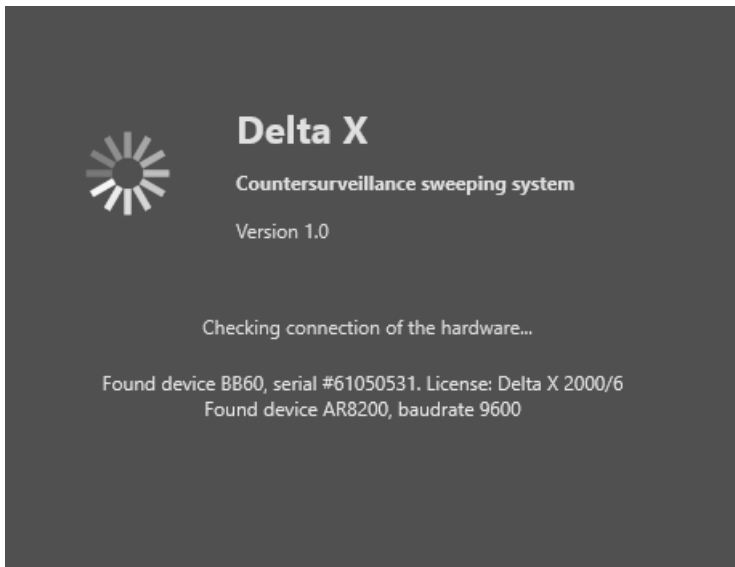 Delta X
Countersurveillance sweeping system
Version 1.0
Checking connection of the hardware...
Found device BB60, serial #61050531. License: Delta X 2000/6
Found device AR8200, baudrate 9600